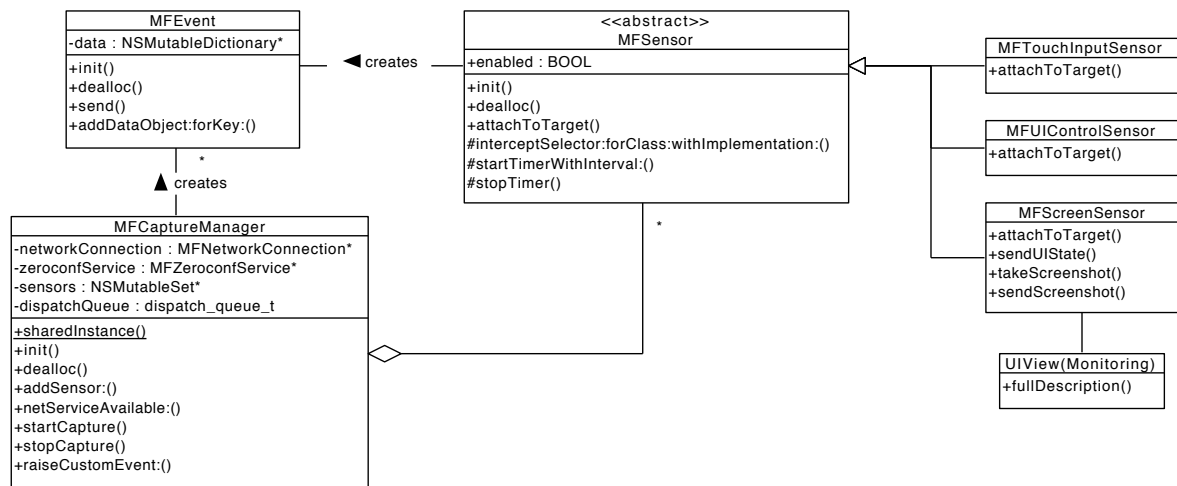 MFEvent
-data : NSMutableDictionary*
+init()
+dealloc()
+send()
+addDataObject:forKey:()
creates
<<abstract>>
MFSensor
+enabled : BOOL
+init()
+dealloc()
+attachToTarget()
#interceptSelector:forClass:withImplementation:()
#startTimerWithInterval:()
#stopTimer()
MFTouchInputSensor
+attachToTarget()
MFUIControlSensor
+attachToTarget()
MFScreenSensor
+attachToTarget()
+sendUIState()
+takeScreenshot()
+sendScreenshot()
UIView(Monitoring)
+fullDescription()
*
creates
*
MFCaptureManager
-networkConnection : MFNetworkConnection*
-zeroconfService : MFZeroconfService*
-sensors : NSMutableSet*
-dispatchQueue : dispatch_queue_t
+sharedInstance()
+init()
+dealloc()
+addSensor:()
+netServiceAvailable:()
+startCapture()
+stopCapture()
+raiseCustomEvent:()